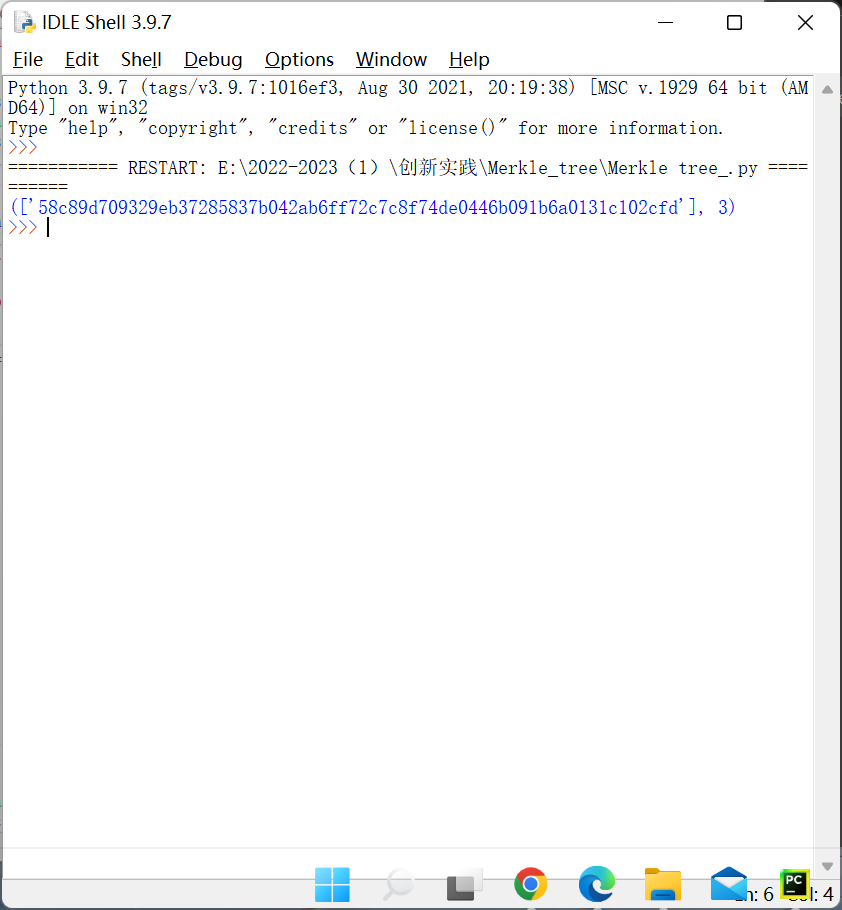 IDLE Shell 3.9.7
File Edit Shell Debug Options Window Help
Python 3.9.7 (tags/v3.9.7:1016ef3, Aug 30 2021, 20:19:38) [MSC v.1929 64 bit (AM
D64)] on win32
Type "help", "copyright", "credits" or "license()" for more information.
>>>
=========== RESTART: E:\2022-2023（1）\创新实践\Merkle_tree\Merkle tree_.py ====
======
(['58c89d709329eb37285837b042ab6ff72c7c8f74de0446b091b6a0131c102cfd'], 3)
>>>
PC
Ln: 6 Col: 4